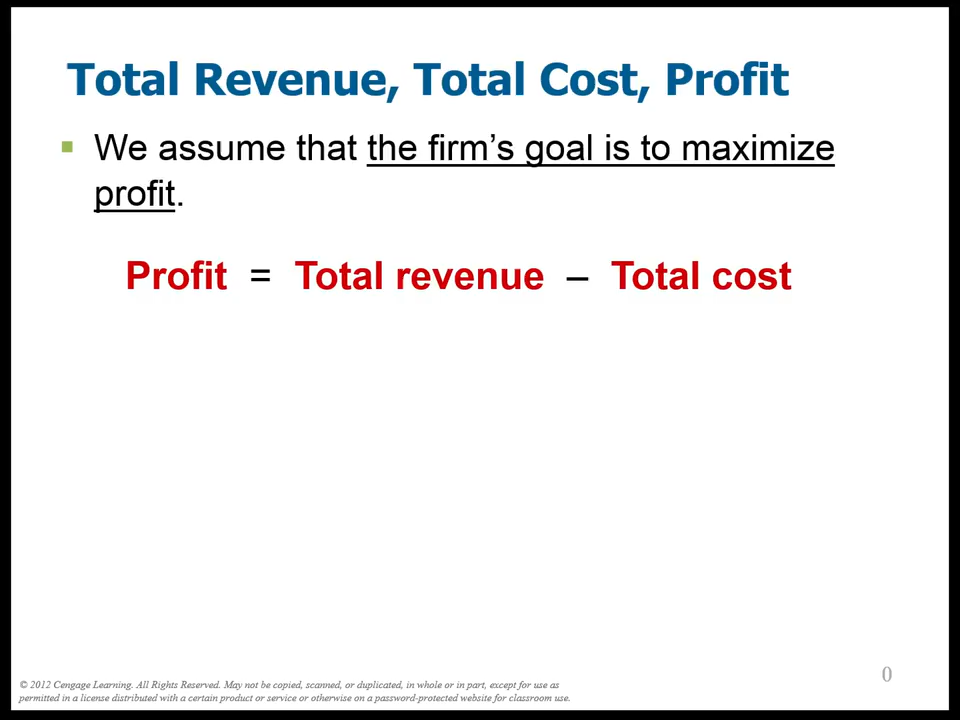 Total Revenue, Total Cost, Profit
▪ We assume that the firm’s goal is to maximize
profit.
Profit = Total revenue – Total cost
© 2012 Cengage Learning. All Rights Reserved. May not be copied, scanned, or duplicated, in whole or in part, except for use as
permitted in a license distributed with a certain product or service or otherwise on a password-protected website for classroom use.
0